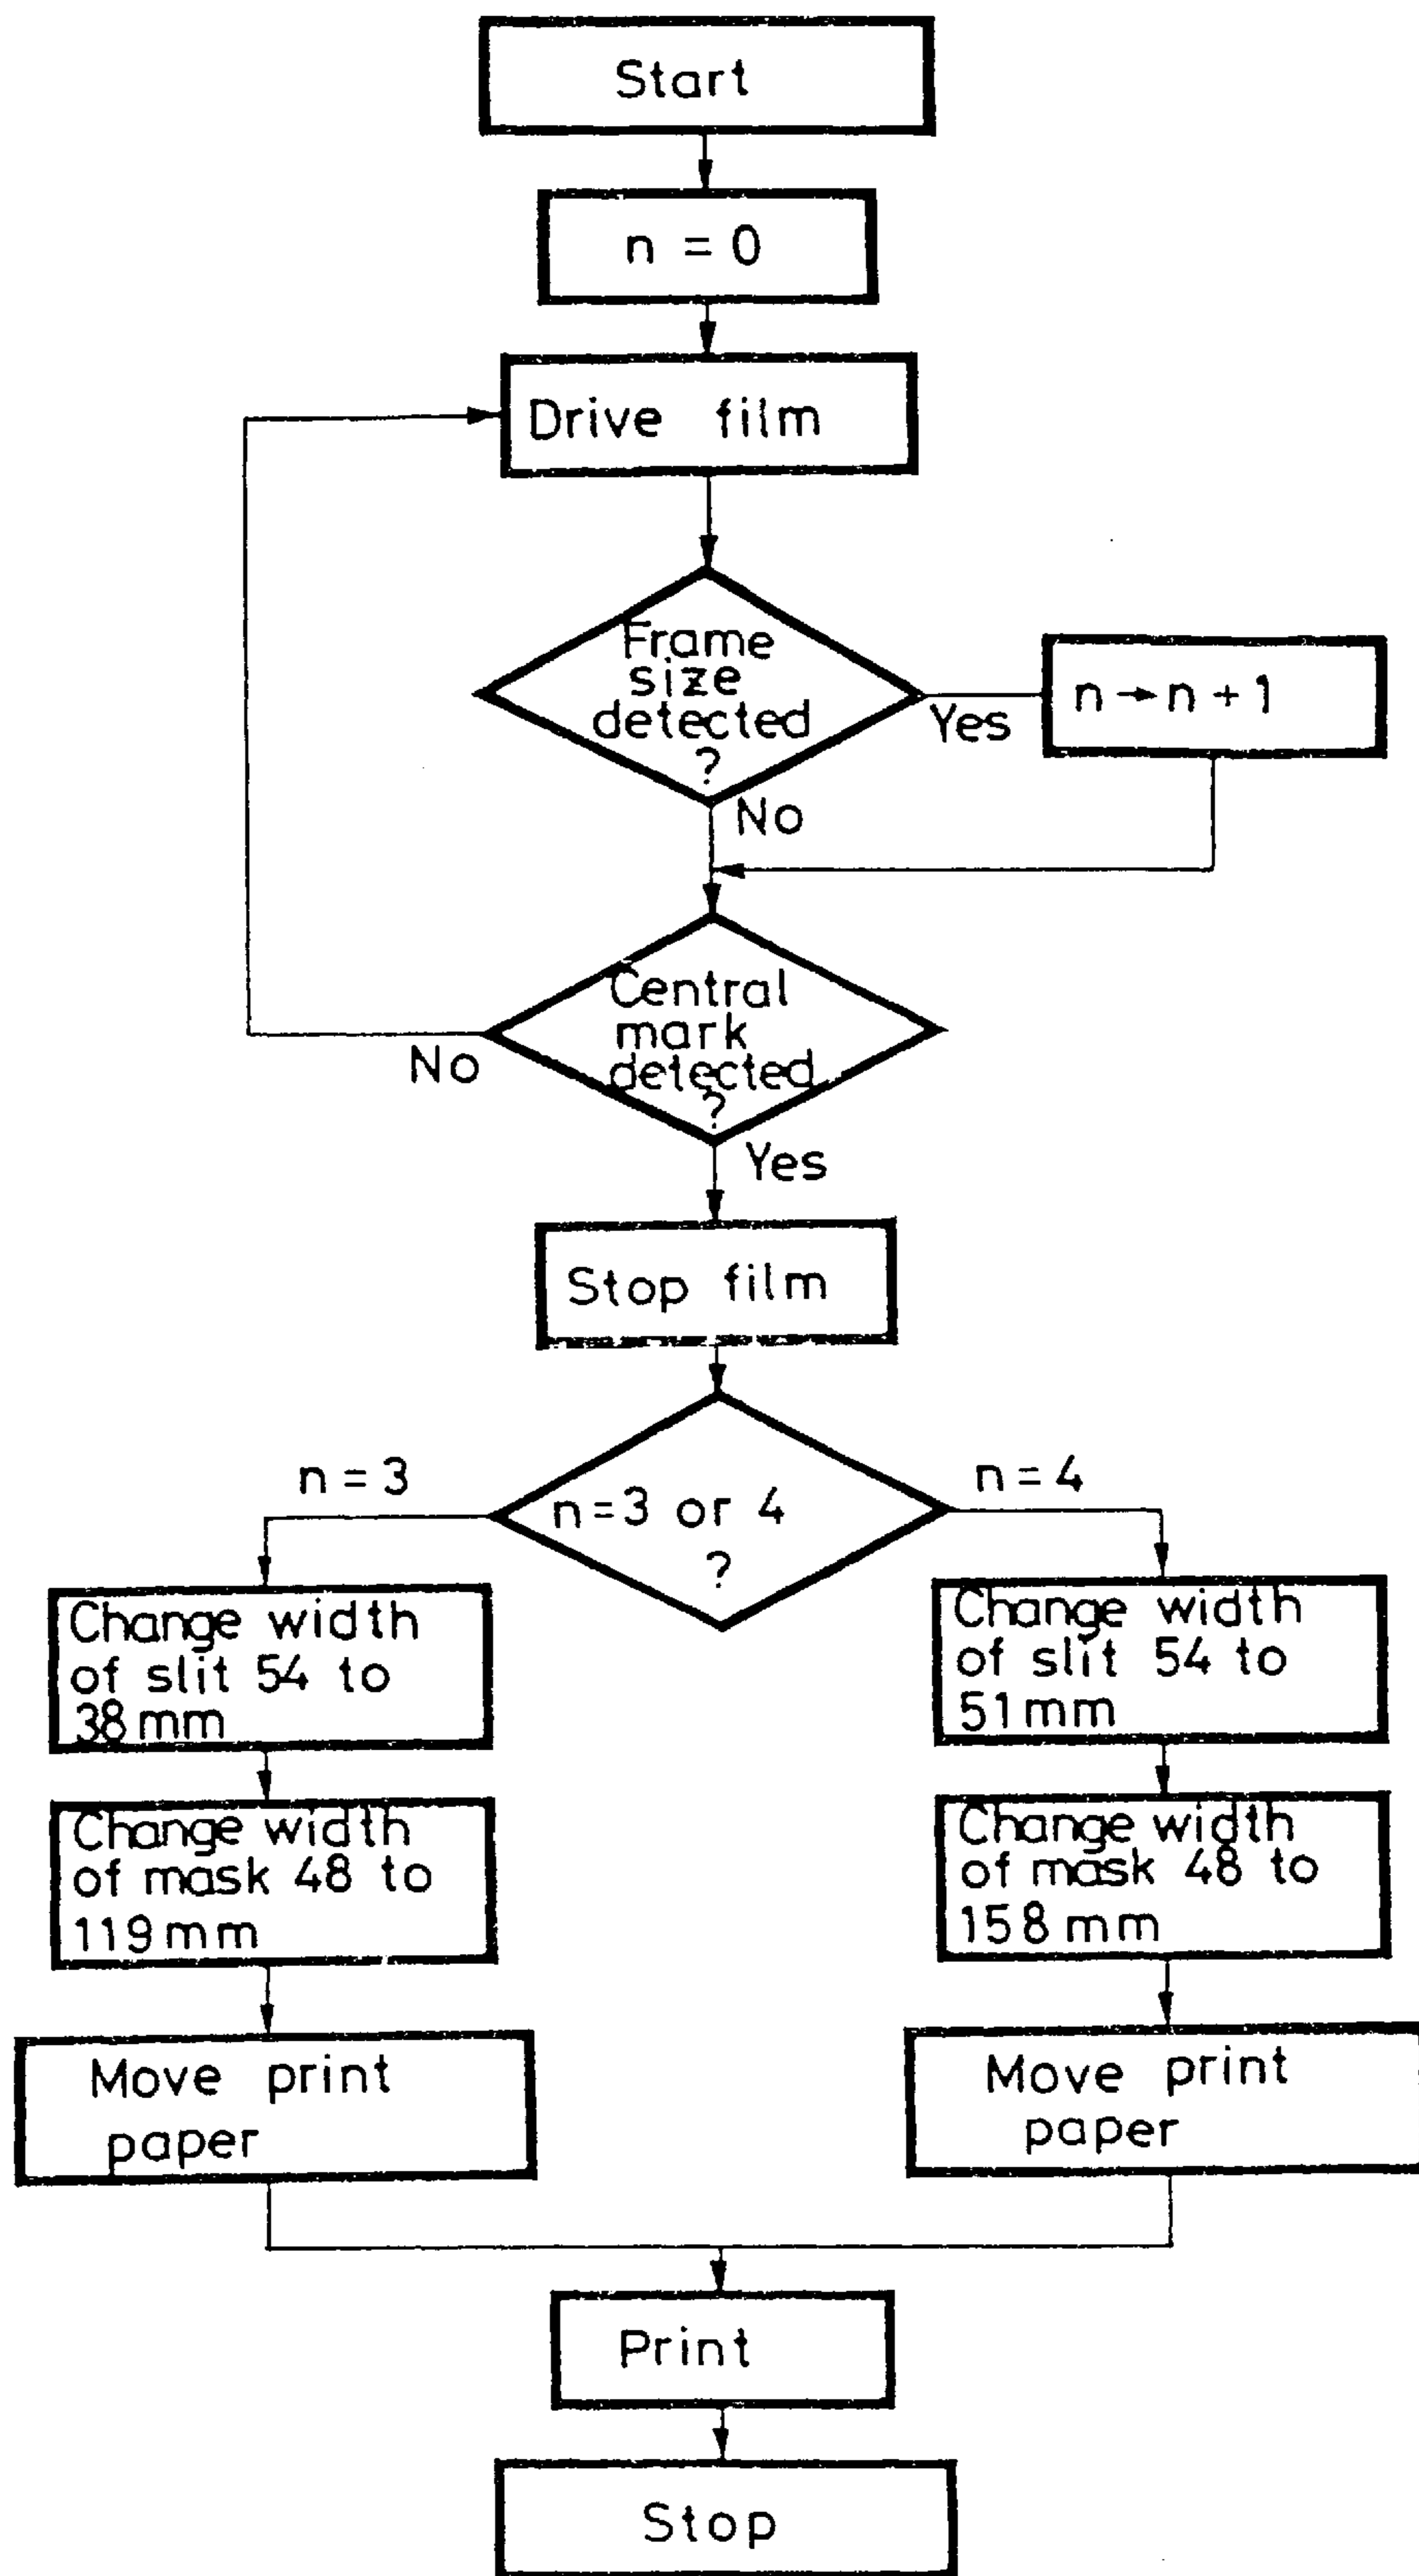 Start
n = 0
Drive film
Frame
size
detected
?
Yes
n → n + 1
No
Central
mark
detected
?
No
Yes
Stop film
n = 3 or 4
?
n = 3
n = 4
Change width
of slit 54 to
38 mm
Change width
of mask 48 to
119 mm
Move print
paper
Change width
of slit 54 to
51 mm
Change width
of mask 48 to
158 mm
Move print
paper
Print
Stop